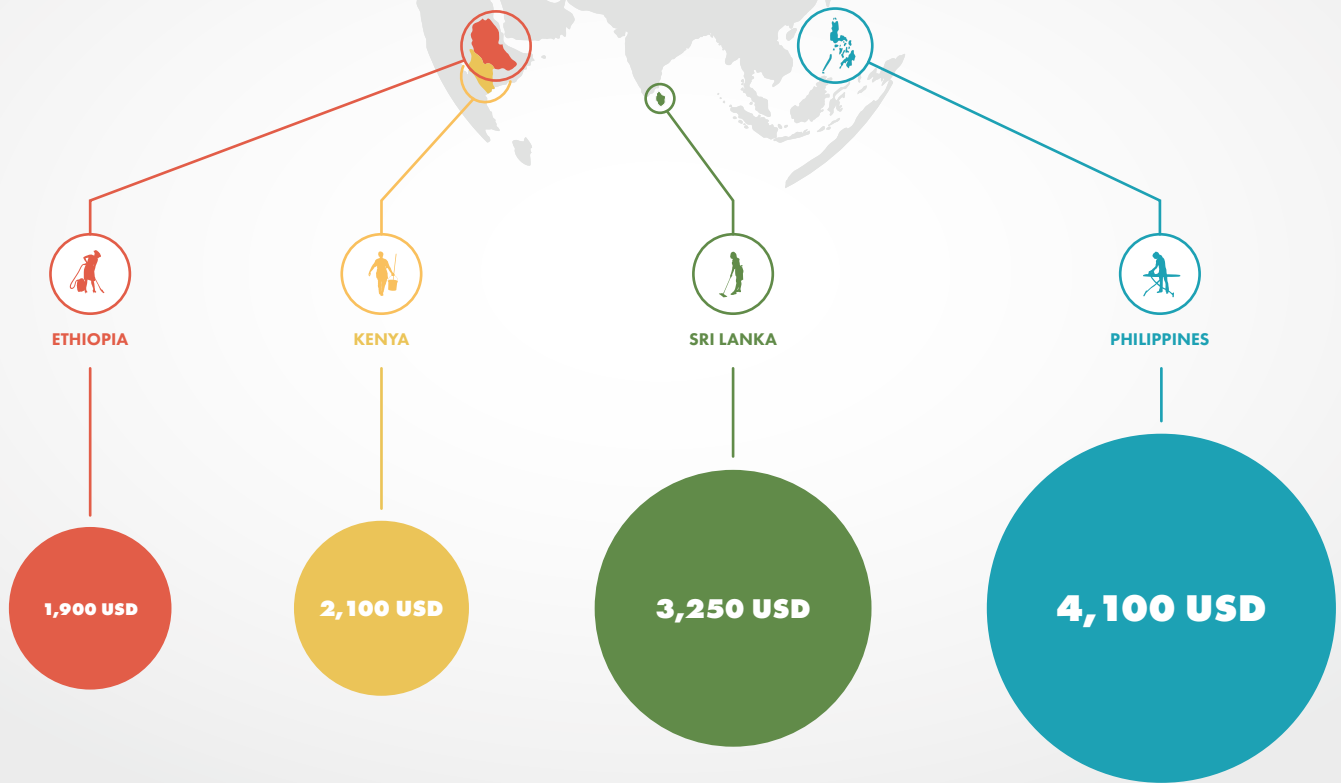 ETHIOPIA
KENYA
SRI LANKA
PHILIPPINES
1,900 USD
2,100 USD
3,250 USD
4,100 USD